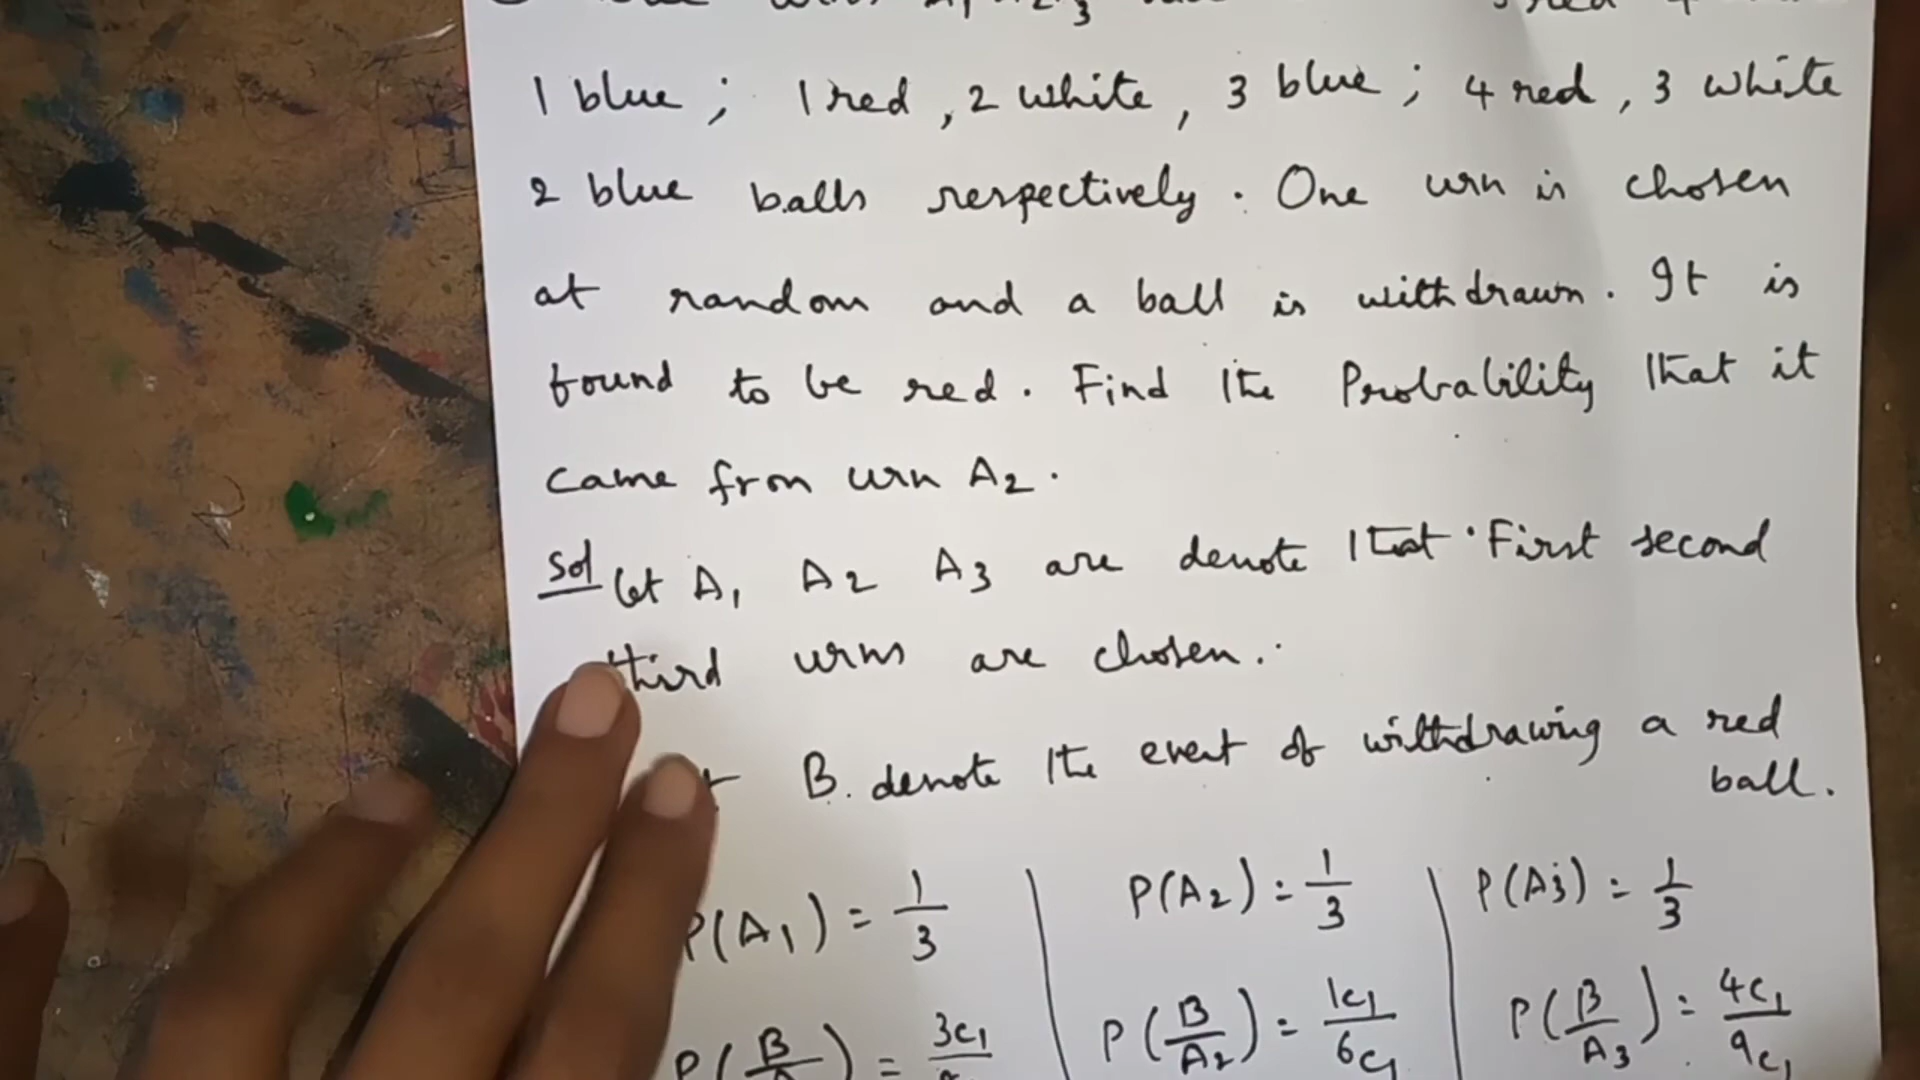 1 blue ; 1 red , 2 white , 3 blue ; 4 red , 3 white
2 blue balls respectively . One urn is chosen
at random and a ball is withdrawn . It is
found to be red . Find the Probability that it
came from urn A2 .
Sol let A1 A2 A3 are denote that First second
third urns are chosen .
B. denote the event of withdrawing a red
ball .
P(A1) = 1/3 P(A2) = 1/3 P(A3) = 1/3
P(B/ ) = 3c1 P(B/A2) = 1c1/6c1 P(B/A3) = 4c1/9c1